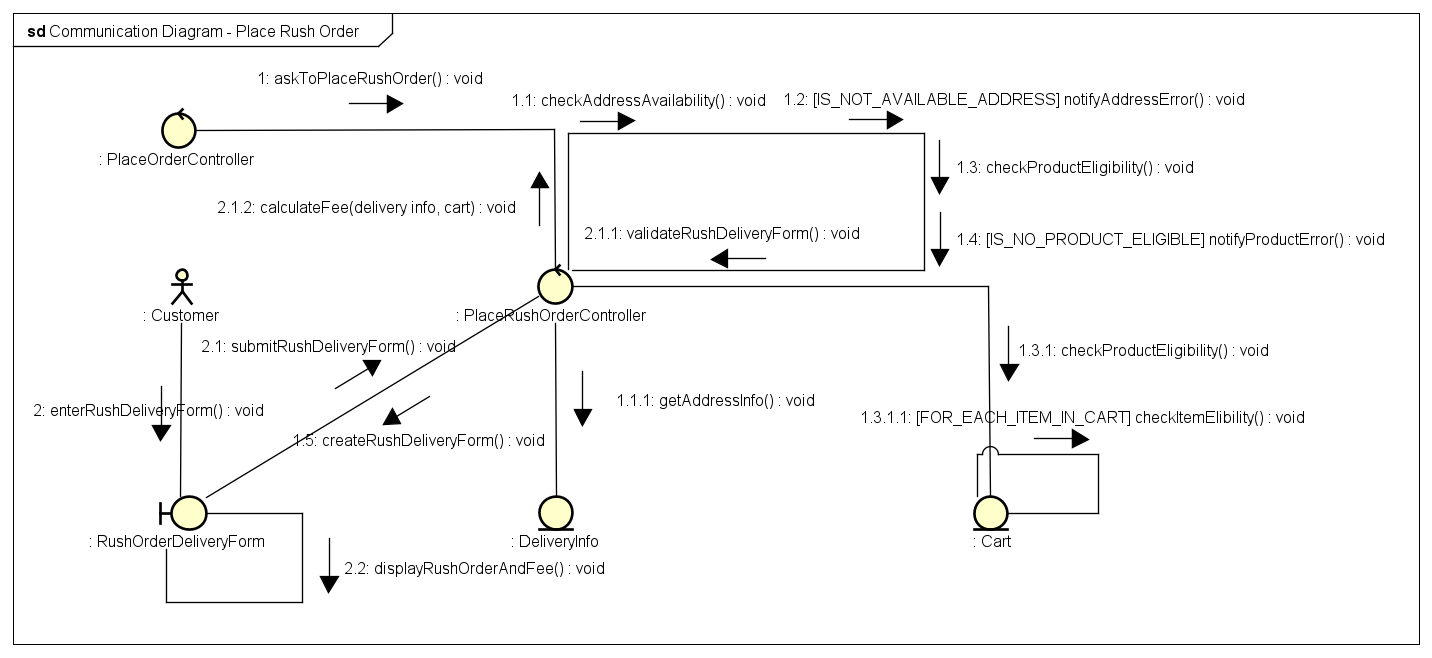 sd Communication Diagram - Place Rush Order
1: askToPlaceRushOrder() : void
1.1: checkAddressAvailability() : void
1.2: [IS_NOT_AVAILABLE_ADDRESS] notifyAddressError() : void
: PlaceOrderController
1.3: checkProductEligibility() : void
2.1.2: calculateFee(delivery info, cart) : void
2.1.1: validateRushDeliveryForm() : void
1.4: [IS_NO_PRODUCT_ELIGIBLE] notifyProductError() : void
: Customer
: PlaceRushOrderController
2.1: submitRushDeliveryForm() : void
1.3.1: checkProductEligibility() : void
2: enterRushDeliveryForm() : void
1.1.1: getAddressInfo() : void
1.3.1.1: [FOR_EACH_ITEM_IN_CART] checkItemElibility() : void
1.5: createRushDeliveryForm() : void
: RushOrderDeliveryForm
: DeliveryInfo
: Cart
2.2: displayRushOrderAndFee() : void